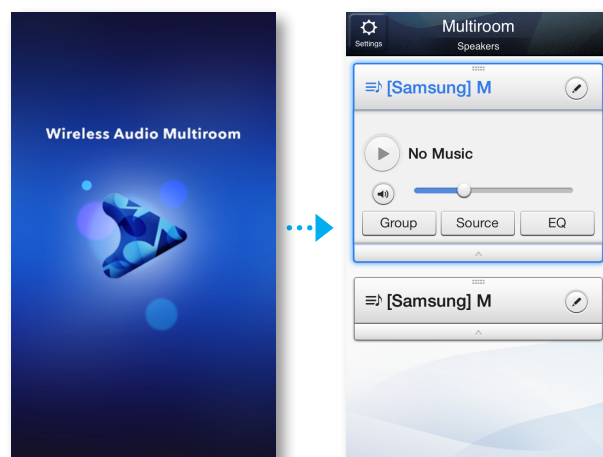 Wireless Audio Multiroom
Settings
Multiroom
Speakers
[Samsung] M
No Music
Group
Source
EQ
[Samsung] M